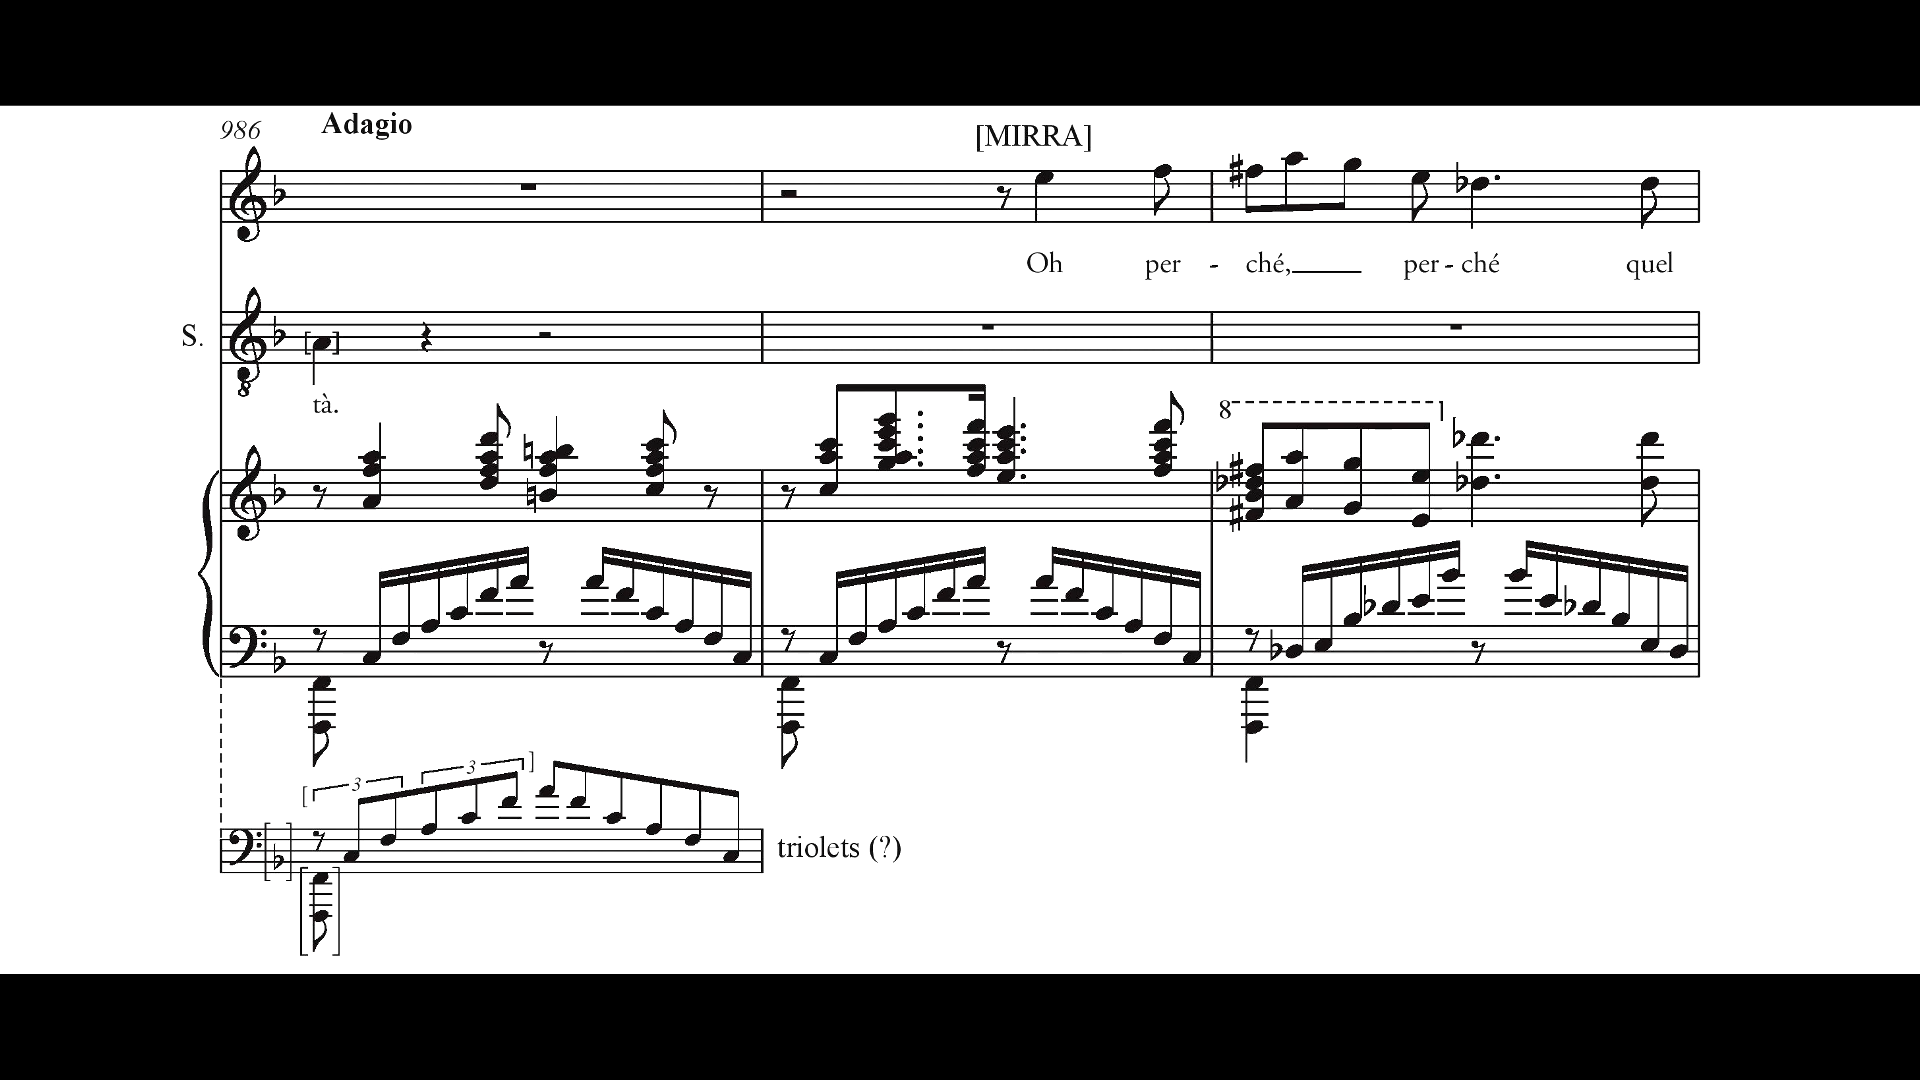 986 Adagio
[MIRRA]
Oh per - ché, per - ché quel
S.
tà.
8
3 3
triolets (?)